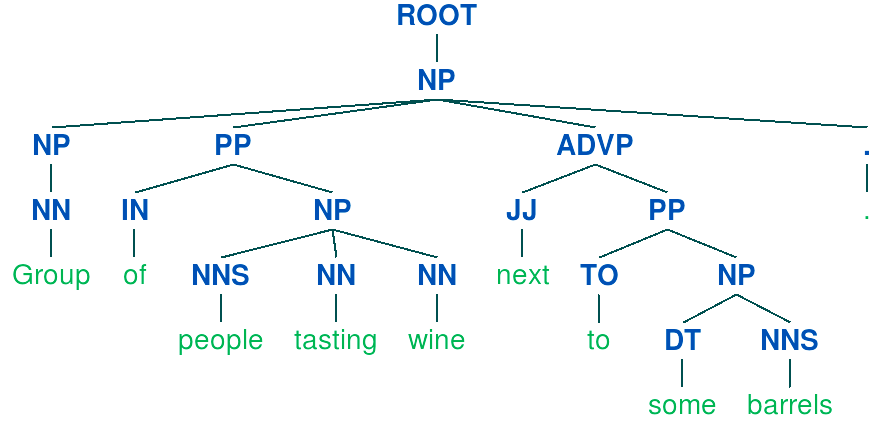 ROOT
NP
NP PP ADVP .
NN IN NP JJ PP .
Group of NNS NN NN next TO NP
people tasting wine to DT NNS
some barrels